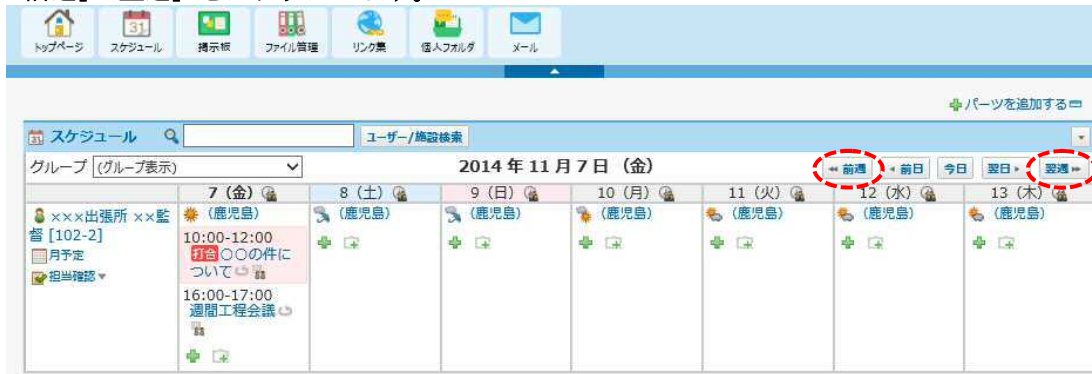 トップページ スケジュール 掲示板 ファイル管理 リンク集 個人フォルダ メール
パーツを追加する
スケジュール ユーザー/施設検索
グループ (グループ表示) 2014 年 11 月 7 日 （金） 前週 前日 今日 翌日 翌週
7（金） 8（土） 9（日） 10（月） 11（火） 12（水） 13（木）
×××出張所 ××監督 [102-2]
月予定
担当確認
（鹿児島） （鹿児島） （鹿児島） （鹿児島） （鹿児島） （鹿児島） （鹿児島）
10:00-12:00
打合○○の件に
ついて
16:00-17:00
週間工程会議